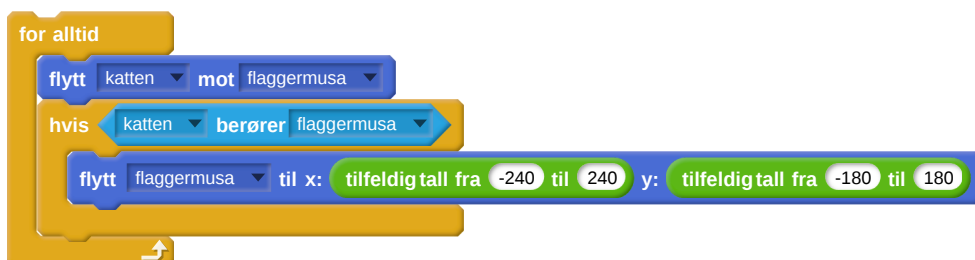 for alltid
flytt katten mot flaggermusa
hvis katten berører flaggermusa
flytt flaggermusa til x: tilfeldig tall fra -240 til 240 y: tilfeldig tall fra -180 til 180